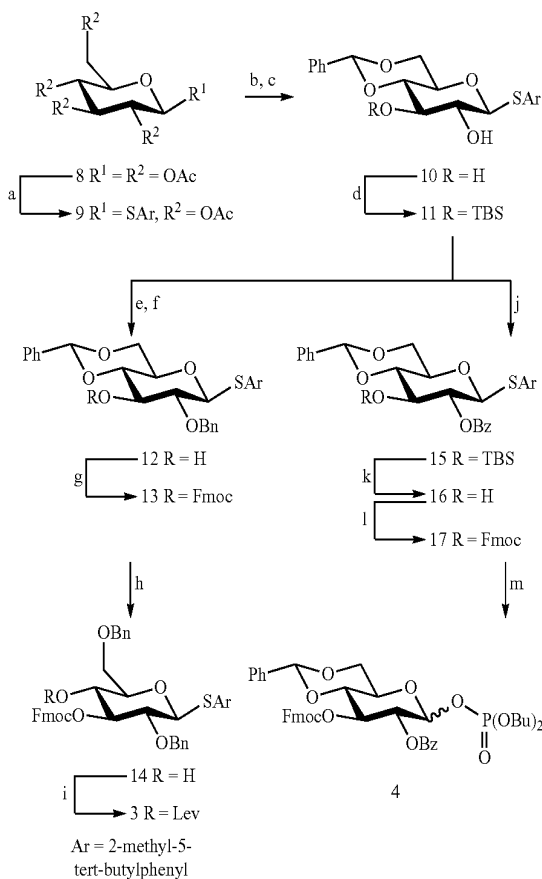 R²
R²
R²
O
R¹
R²
8 R¹ = R² = OAc
a
9 R¹ = SAr, R² = OAc
b, c
Ph
O
O
O
RO
SAr
OH
10 R = H
d
11 R = TBS
e, f
j
Ph
O
O
O
RO
SAr
OBn
12 R = H
g
13 R = Fmoc
Ph
O
O
O
RO
SAr
OBz
15 R = TBS
k
16 R = H
l
17 R = Fmoc
h
m
OBn
RO
O
FmocO
SAr
OBn
14 R = H
i
3 R = Lev
Ar = 2-methyl-5-
tert-butylphenyl
Ph
O
O
O
FmocO
O
P(OBu)₂
OBz
O
4